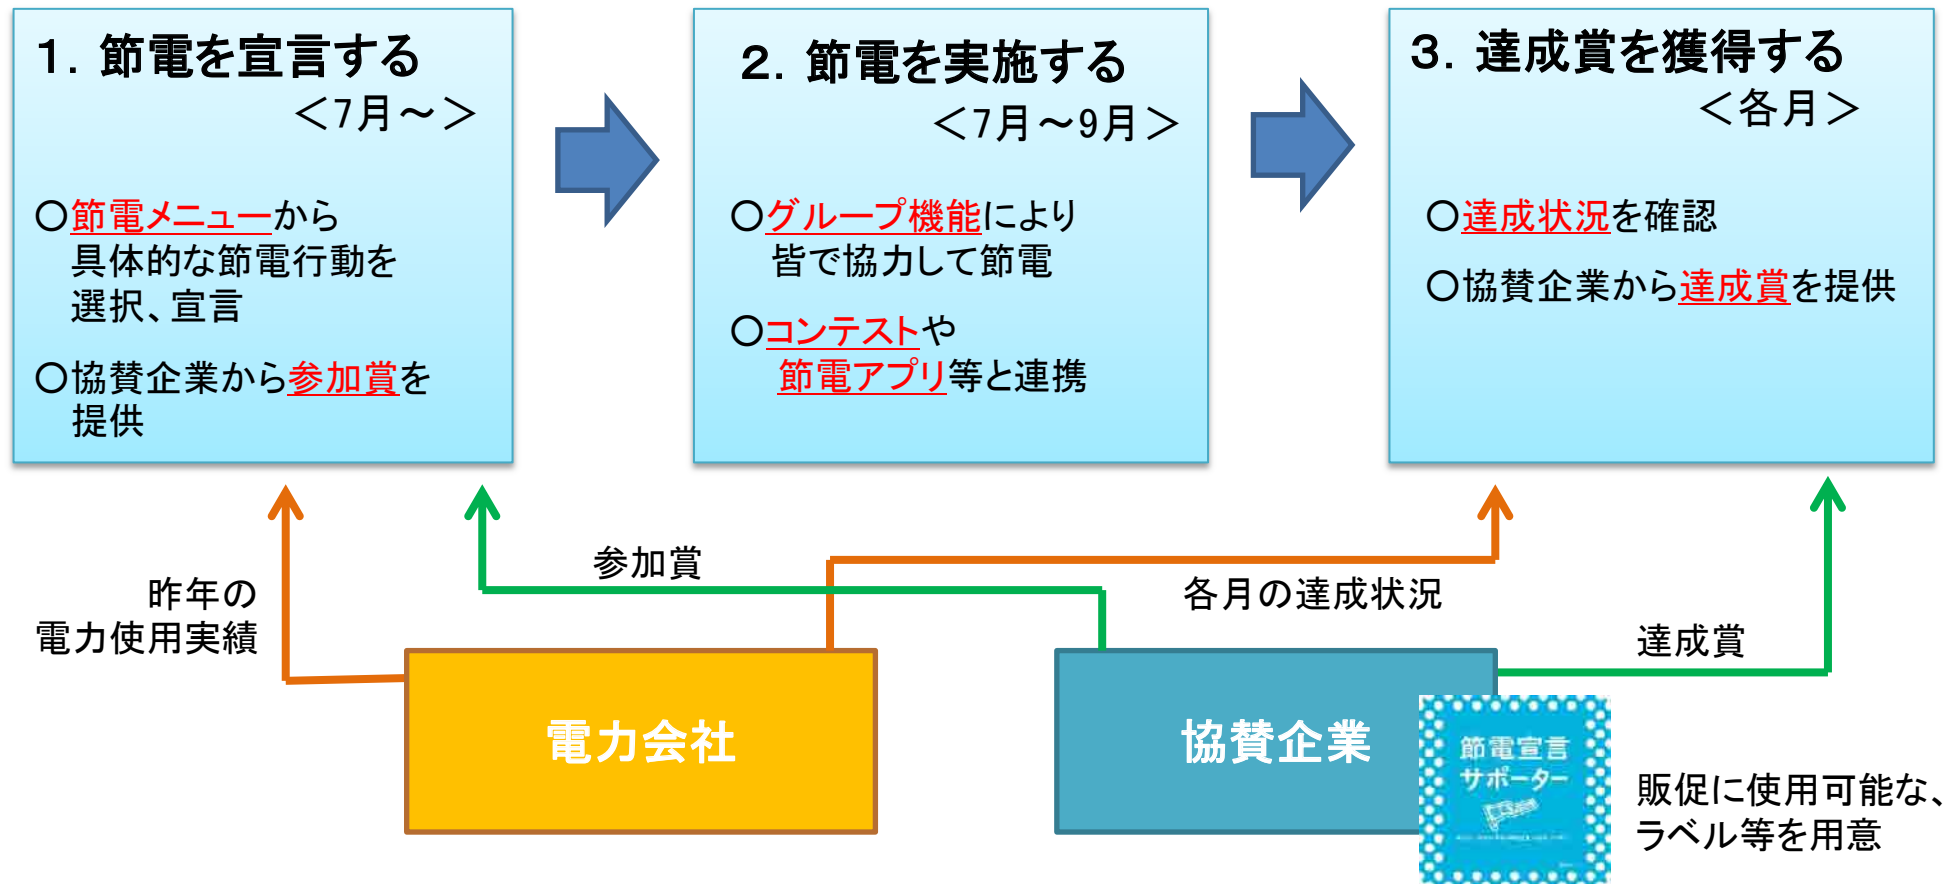 1. 節電を宣言する
＜7月～＞
○節電メニューから
具体的な節電行動を
選択、宣言
○協賛企業から参加賞を
提供
2. 節電を実施する
＜7月～9月＞
○グループ機能により
皆で協力して節電
○コンテストや
節電アプリ等と連携
3. 達成賞を獲得する
＜各月＞
○達成状況を確認
○協賛企業から達成賞を提供
昨年の
電力使用実績
参加賞
各月の達成状況
達成賞
電力会社
協賛企業
節電宣言
サポーター
販促に使用可能な、
ラベル等を用意